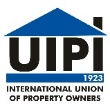 UIPI
1923
INTERNATIONAL UNION
OF PROPERTY OWNERS